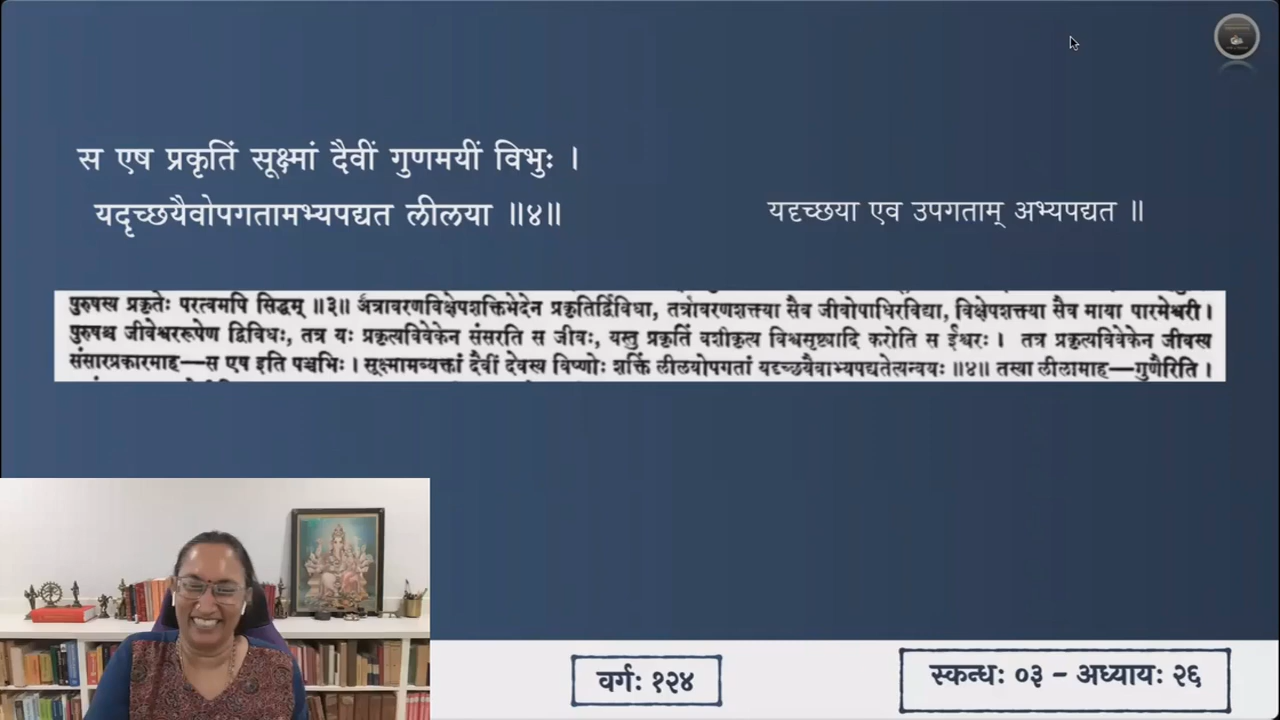 स एष प्रकृतिं सूक्ष्मां दैवीं गुणमयीं विभुः ।
यदृच्छयैवोपगतामभ्यपद्यत लीलया ॥४॥
यदृच्छया एव उपगताम् अभ्यपद्यत ॥
पुरुषस्य प्रकृतेः परत्वमपि सिद्धम् ॥३॥ अत्रावरणविक्षेपशक्तिभेदेन प्रकृतिर्द्विविधा, तत्रावरणशक्त्या सैव जीवोपाधिरविद्या, विक्षेपशक्त्या सैव माया पारमेश्वरी ।
पुरुषश्च जीवेश्वररूपेण द्विविधः, तत्र यः प्रकृत्यविवेकेन संसरति स जीवः, यस्तु प्रकृतिं वशीकृत्य विश्वसृष्ट्यादि करोति स ईश्वरः । तत्र प्रकृत्यविवेकेन जीवस्य
संसारप्रकारमाह—स एष इति पञ्चभिः । सूक्ष्मामव्यक्तां दैवीं देवस्य विष्णोः शक्तिं लीलयोपगतां यदृच्छयैवाभ्यपद्यतेत्यन्वयः ॥४॥ तस्या लीलामाह—गुणैरिति ।
वर्गः १२४
स्कन्धः ०३ - अध्यायः २६